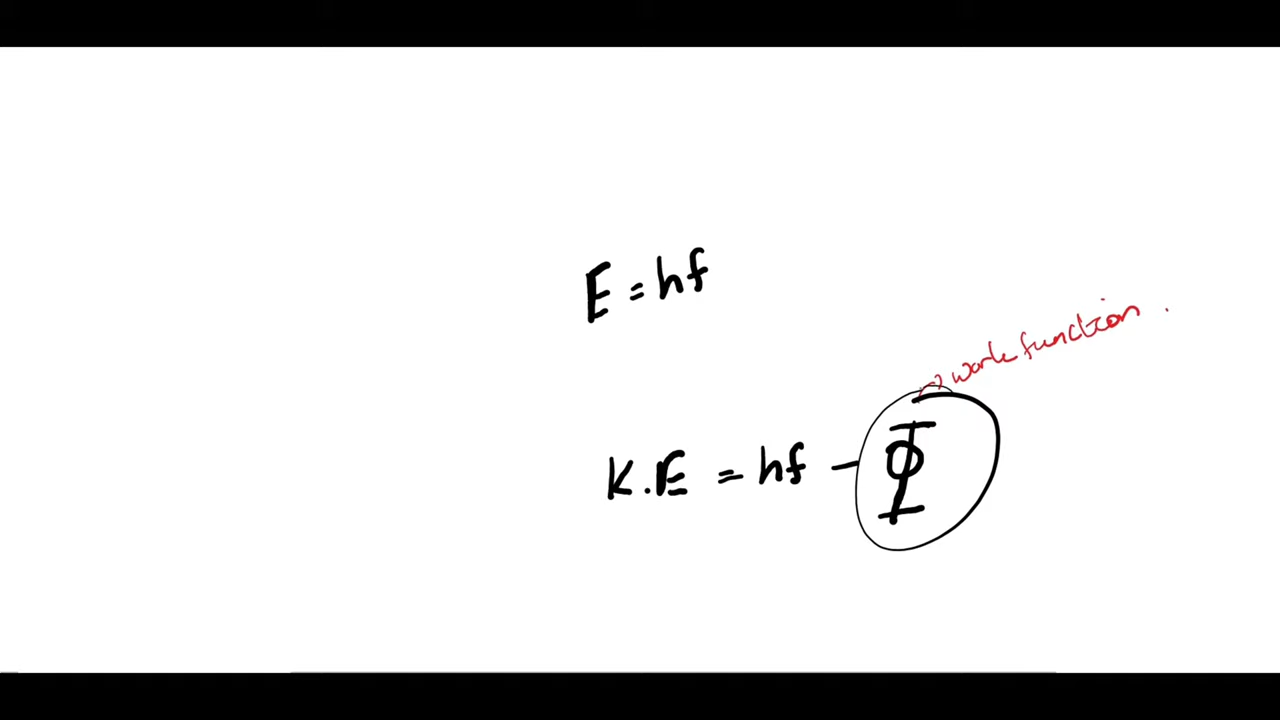 E = hf
work function.
K.E = hf - Φ